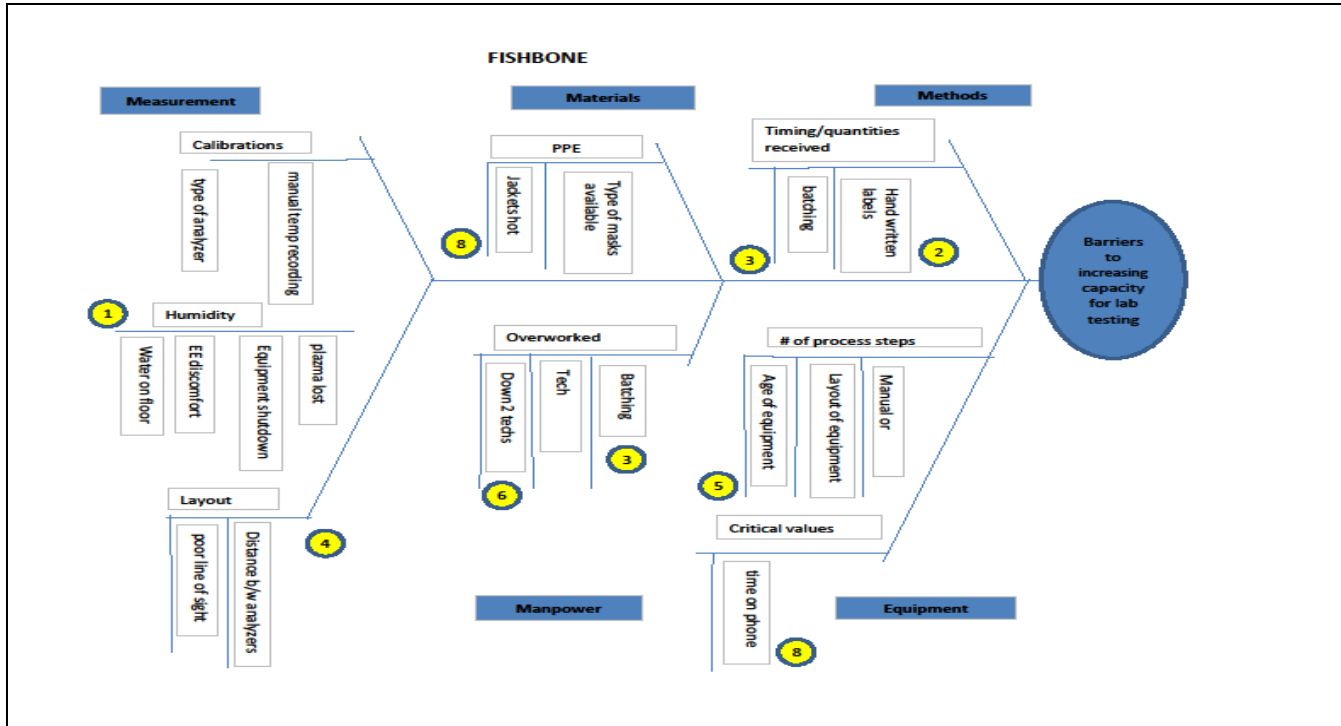 FISHBONE
Measurement
Materials
Methods
Calibrations
type of analyzer
manual temp recording
PPE
Jackets hot
Type of masks
available
8
Timing/quantities
received
batching
Hand written
labels
3
2
Barriers
to
increasing
capacity
for lab
testing
1
Humidity
Water on floor
EE discomfort
Equipment shutdown
plazma lost
Overworked
Down 2 techs
Tech
Batching
3
6
# of process steps
Age of equipment
Layout of equipment
Manual or
5
Layout
poor line of sight
Distance b/w analyzers
4
Critical values
time on phone
8
Manpower
Equipment